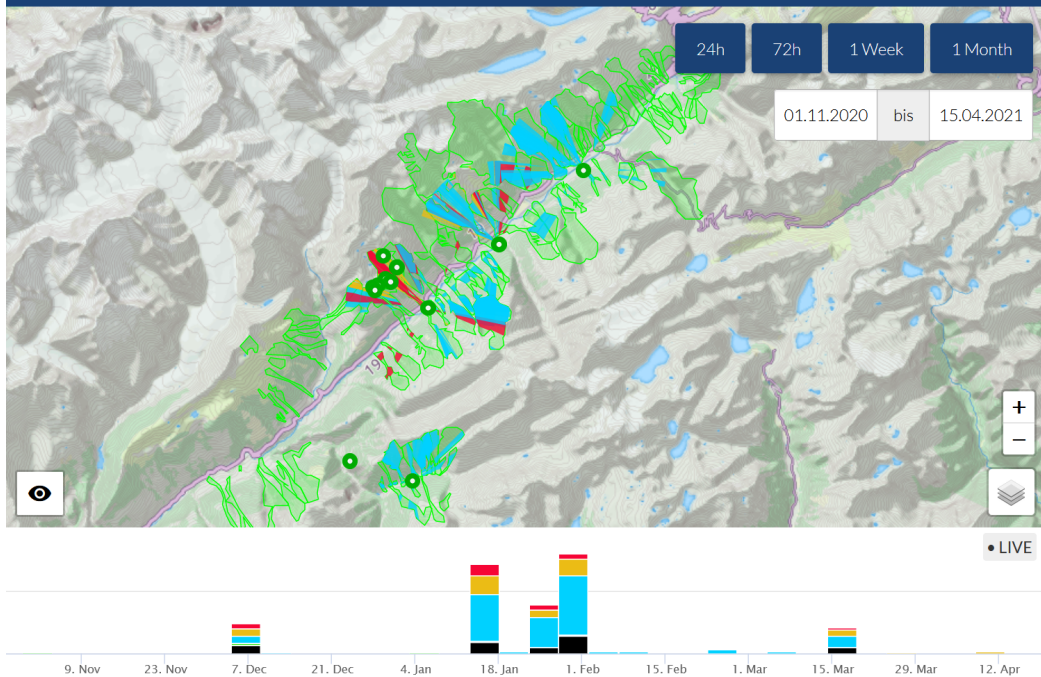 24h
72h
1 Week
1 Month
01.11.2020 bis 15.04.2021
19
+
−
• LIVE
9. Nov
23. Nov
7. Dec
21. Dec
4. Jan
18. Jan
1. Feb
15. Feb
1. Mar
15. Mar
29. Mar
12. Apr